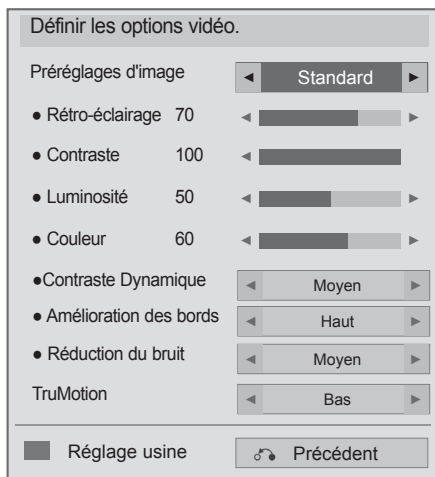 Définir les options vidéo.
Préréglages d'image ◄ Standard ►
● Rétro-éclairage 70 ◄ ►
● Contraste 100 ◄
● Luminosité 50 ◄ ►
● Couleur 60 ◄ ►
●Contraste Dynamique ◄ Moyen ►
● Amélioration des bords ◄ Haut ►
● Réduction du bruit ◄ Moyen ►
TruMotion ◄ Bas ►
Réglage usine Précédent